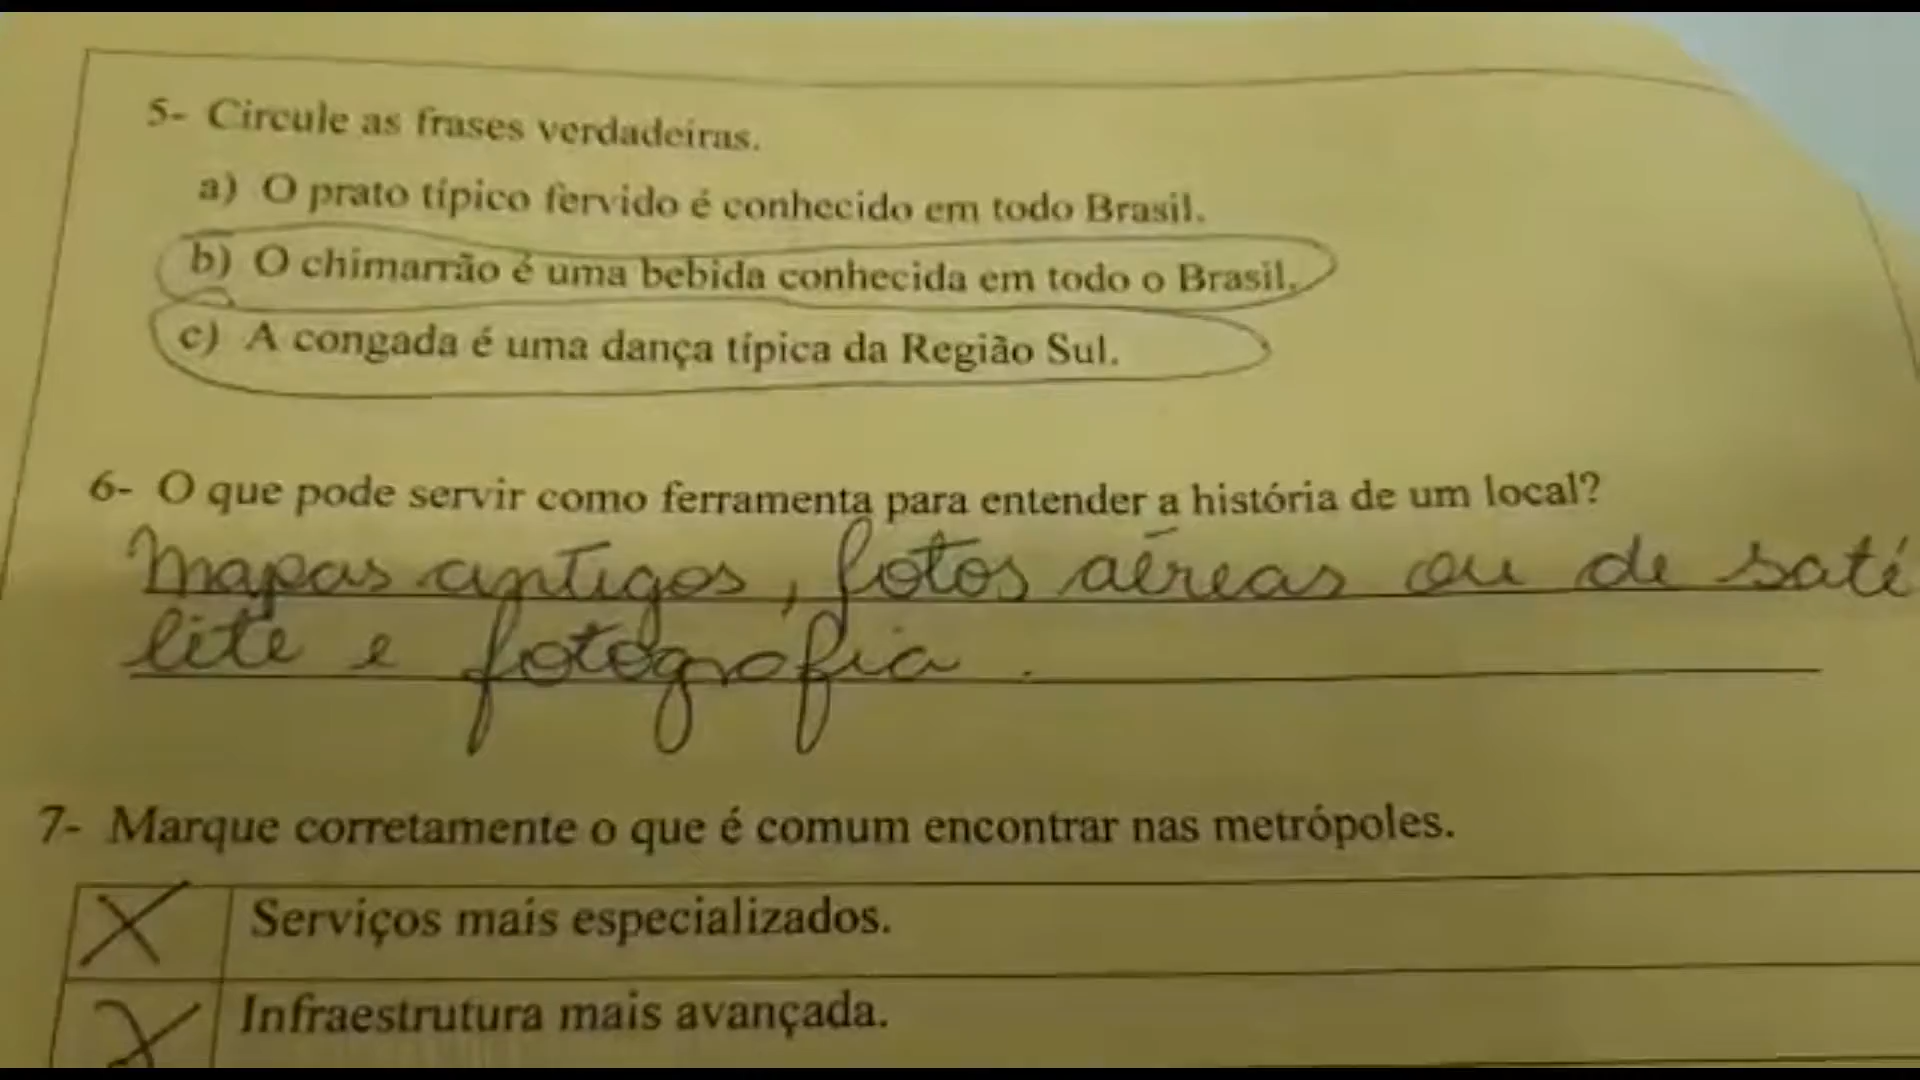 5- Circule as frases verdadeiras.
a) O prato típico fervido é conhecido em todo Brasil.
b) O chimarrão é uma bebida conhecida em todo o Brasil.
c) A congada é uma dança típica da Região Sul.
6- O que pode servir como ferramenta para entender a história de um local?
Mapas antigos, fotos aéreas ou de saté
lite e fotografia.
7- Marque corretamente o que é comum encontrar nas metrópoles.
X Serviços mais especializados.
X Infraestrutura mais avançada.